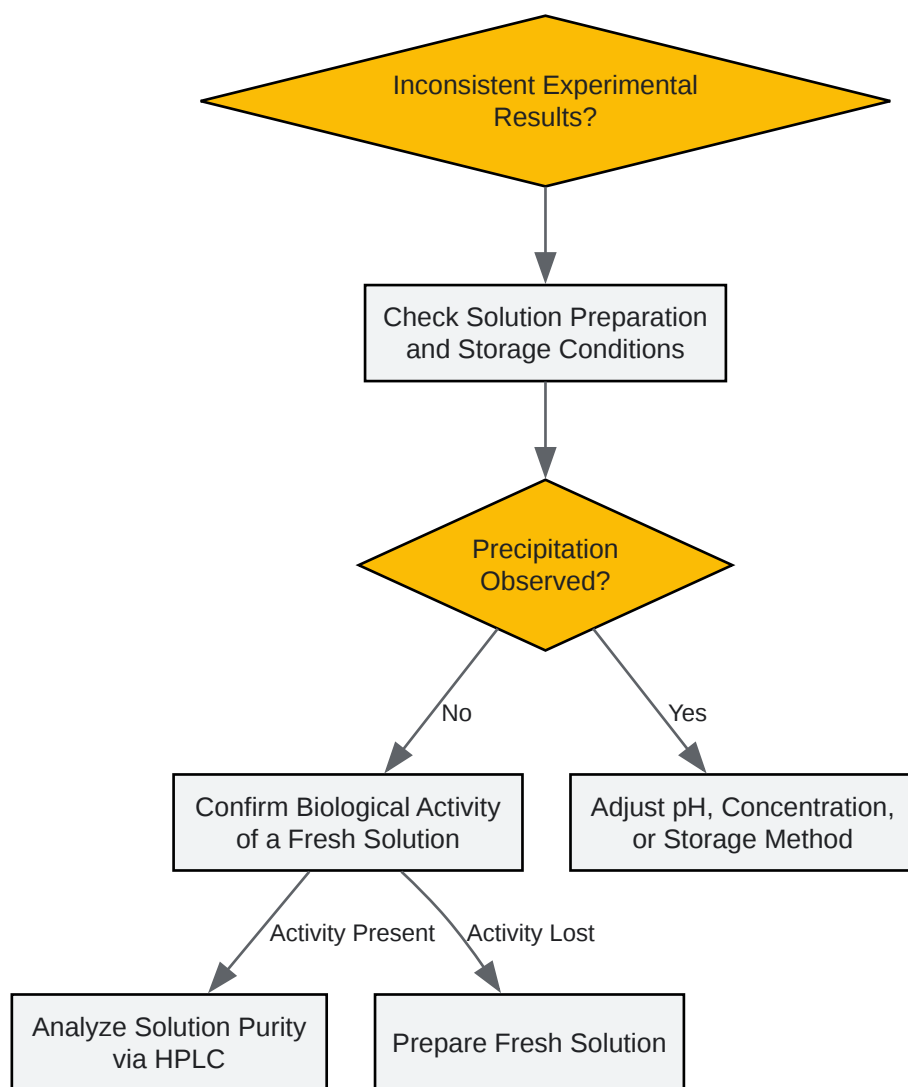 Inconsistent Experimental
Results?
Check Solution Preparation
and Storage Conditions
Precipitation
Observed?
No
Yes
Confirm Biological Activity
of a Fresh Solution
Adjust pH, Concentration,
or Storage Method
Activity Present
Activity Lost
Analyze Solution Purity
via HPLC
Prepare Fresh Solution